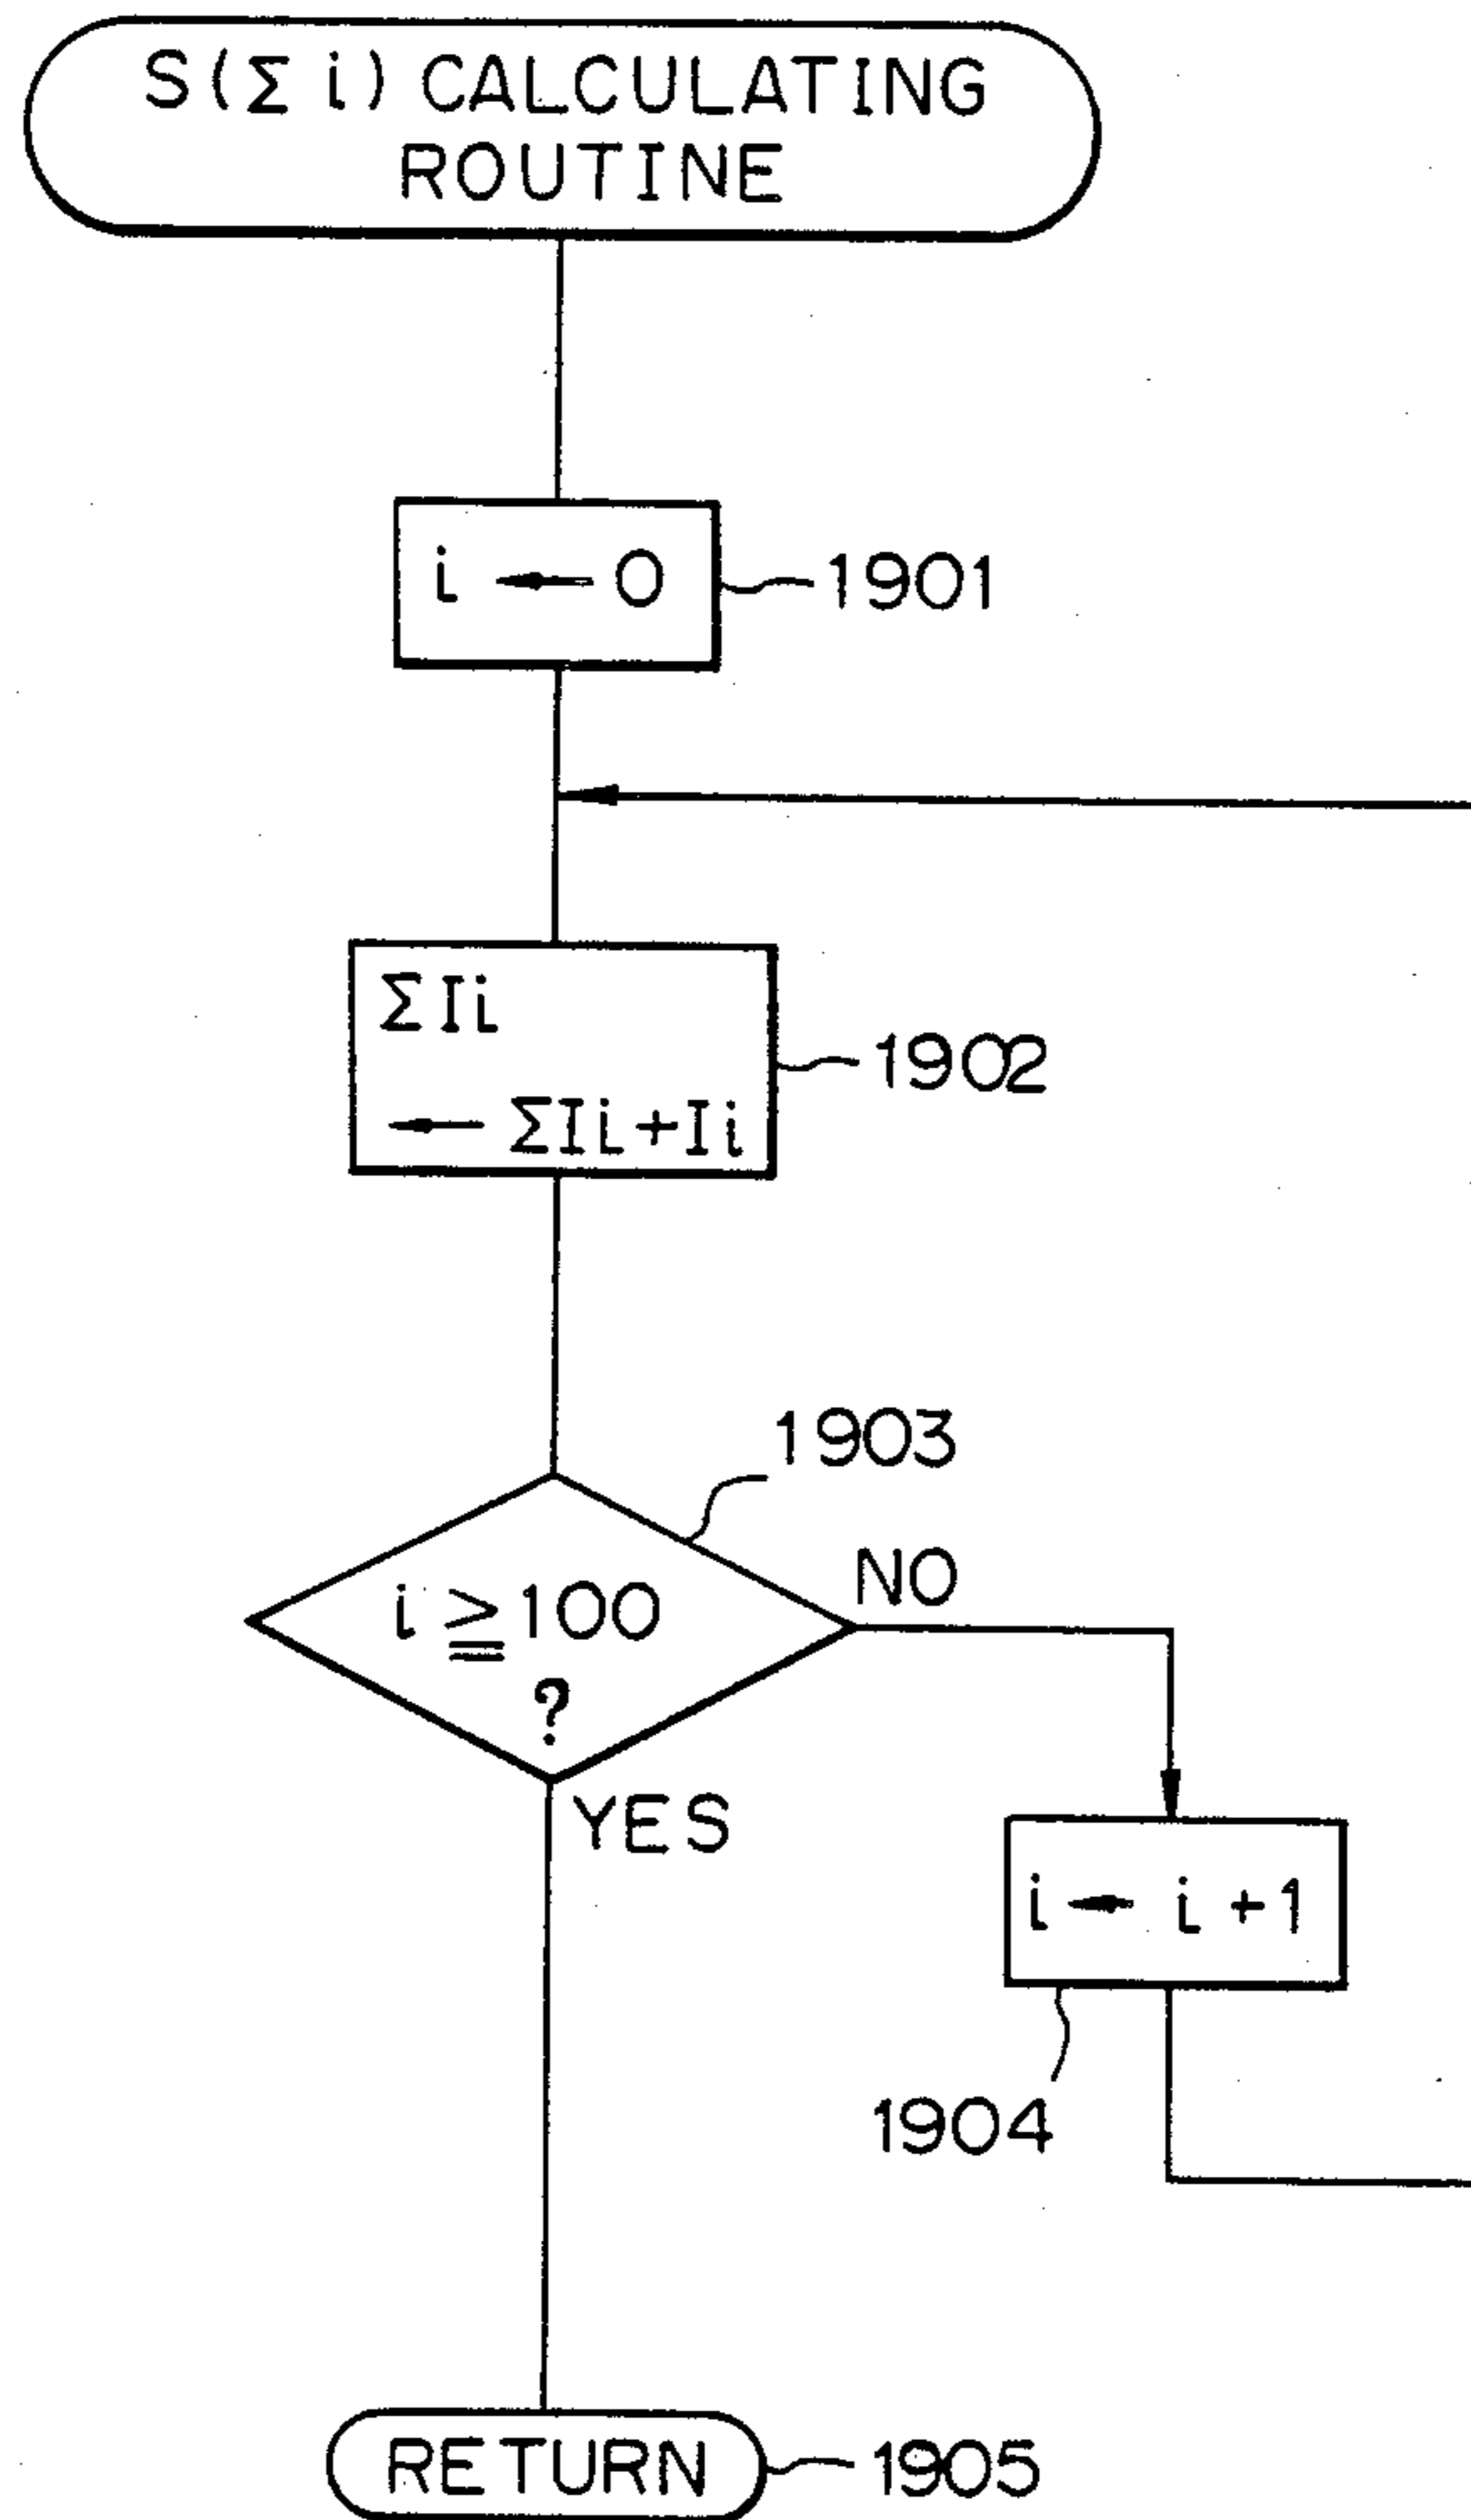 S(Σ i) CALCULATING
ROUTINE
i ← 0
1901
ΣIi
← ΣIi+Ii
1902
1903
i ≧ 100
?
NO
YES
i ← i +1
1904
RETURN
1905